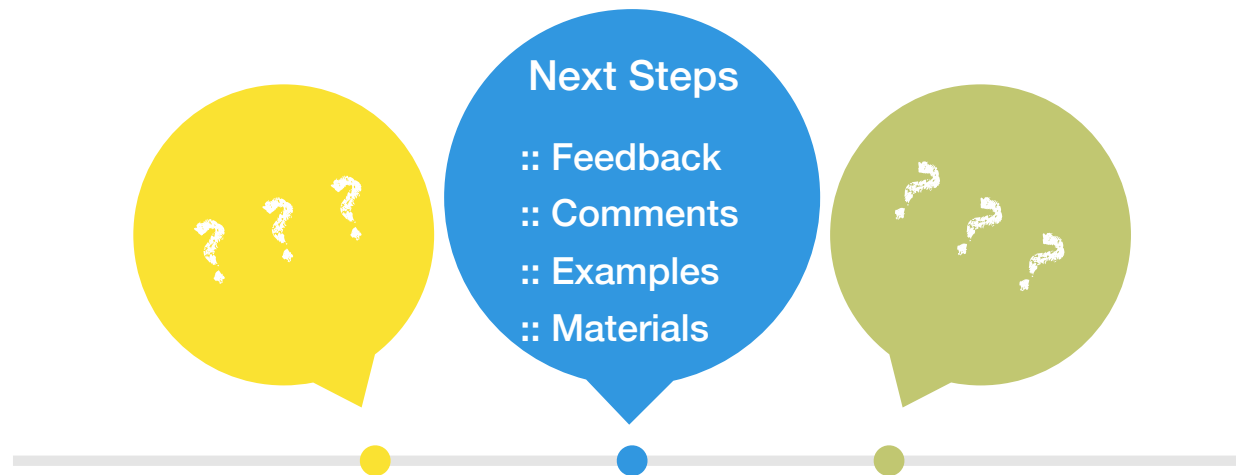 ? ? ?
Next Steps
:: Feedback
:: Comments
:: Examples
:: Materials
? ? ?